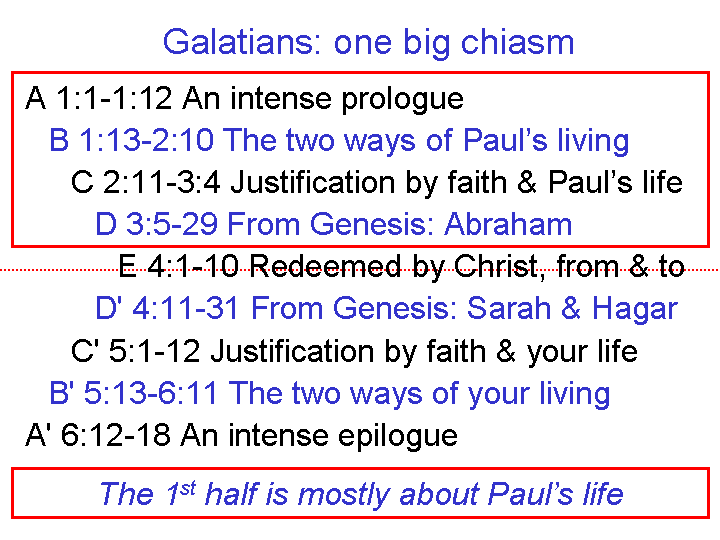 Galatians: one big chiasm
A 1:1-1:12 An intense prologue
B 1:13-2:10 The two ways of Paul’s living
C 2:11-3:4 Justification by faith & Paul’s life
D 3:5-29 From Genesis: Abraham
E 4:1-10 Redeemed by Christ, from & to
D' 4:11-31 From Genesis: Sarah & Hagar
C' 5:1-12 Justification by faith & your life
B' 5:13-6:11 The two ways of your living
A' 6:12-18 An intense epilogue
The 1st half is mostly about Paul’s life